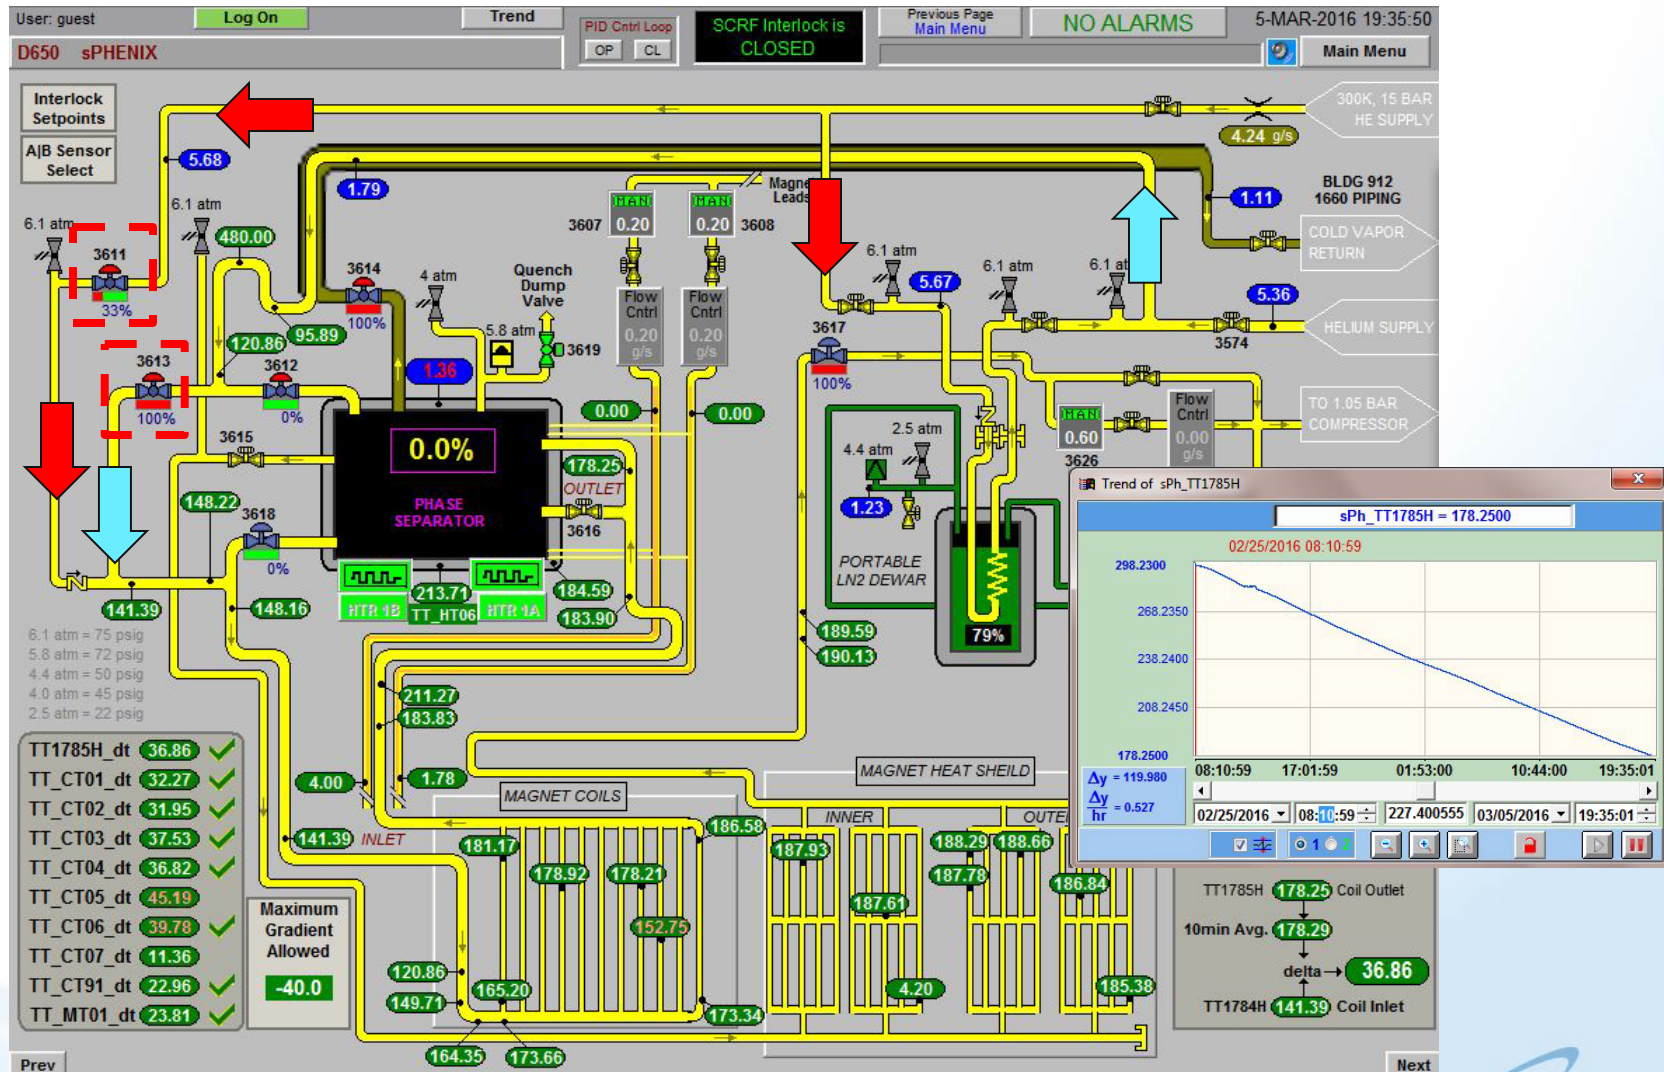 User: guest
Log On
Trend
PID Cntrl Loop
OP CL
SCRF Interlock is
CLOSED
Previous Page
Main Menu
NO ALARMS
5-MAR-2016 19:35:50
D650 sPHENIX
Main Menu
Interlock
Setpoints
A|B Sensor
Select
300K, 15 BAR
HE SUPPLY
4.24 g/s
5.68
1.79
Magne
Leads
BLDG 912
1660 PIPING
1.11
COLD VAPOR
RETURN
6.1 atm
6.1 atm
480.00
3611
33%
3614
100%
4 atm
Quench
Dump
Valve
3607
MAN
0.20
MAN
0.20
3608
6.1 atm
5.67
6.1 atm
6.1 at
5.36
HELIUM SUPPLY
3574
95.89
120.86
5.8 atm
3619
Flow
Cntrl
0.20
g/s
Flow
Cntrl
0.20
g/s
3617
100%
3613
100%
3612
0%
1.36
0.00
0.00
MAN
0.60
3626
Flow
Cntrl
0.00
g/s
TO 1.05 BAR
COMPRESSOR
3615
0.0%
PHASE
SEPARATOR
178.25
OUTLET
3616
4.4 atm
2.5 atm
1.23
148.22
3618
0%
PORTABLE
LN2 DEWAR
79%
141.39
148.16
HTR 1B
213.71
TT_HT06
HTR 1A
184.59
183.90
189.59
190.13
6.1 atm = 75 psig
5.8 atm = 72 psig
4.4 atm = 50 psig
4.0 atm = 45 psig
2.5 atm = 22 psig
211.27
183.83
Trend of sPh_TT1785H
X
sPh_TT1785H = 178.2500
02/25/2016 08:10:59
298.2300
268.2350
238.2400
208.2450
178.2500
08:10:59 17:01:59 01:53:00 10:44:00 19:35:01
Δy = 119.980
Δy
hr = 0.527
02/25/2016 08:10:59 227.400555 03/05/2016 19:35:01
1 2
TT1785H_dt 36.86
TT_CT01_dt 32.27
TT_CT02_dt 31.95
TT_CT03_dt 37.53
TT_CT04_dt 36.82
TT_CT05_dt 45.19
TT_CT06_dt 39.78
TT_CT07_dt 11.36
TT_CT91_dt 22.96
TT_MT01_dt 23.81
Maximum
Gradient
Allowed
-40.0
4.00
1.78
141.39 INLET
MAGNET COILS
181.17
178.92
178.21
186.58
152.75
120.86
149.71
165.20
173.34
164.35
173.66
MAGNET HEAT SHEILD
INNER
OUTE
187.93
188.29
188.66
187.78
186.84
187.61
4.20
185.38
TT1785H 178.25 Coil Outlet
10min Avg. 178.29
delta→ 36.86
TT1784H 141.39 Coil Inlet
Prev
Next